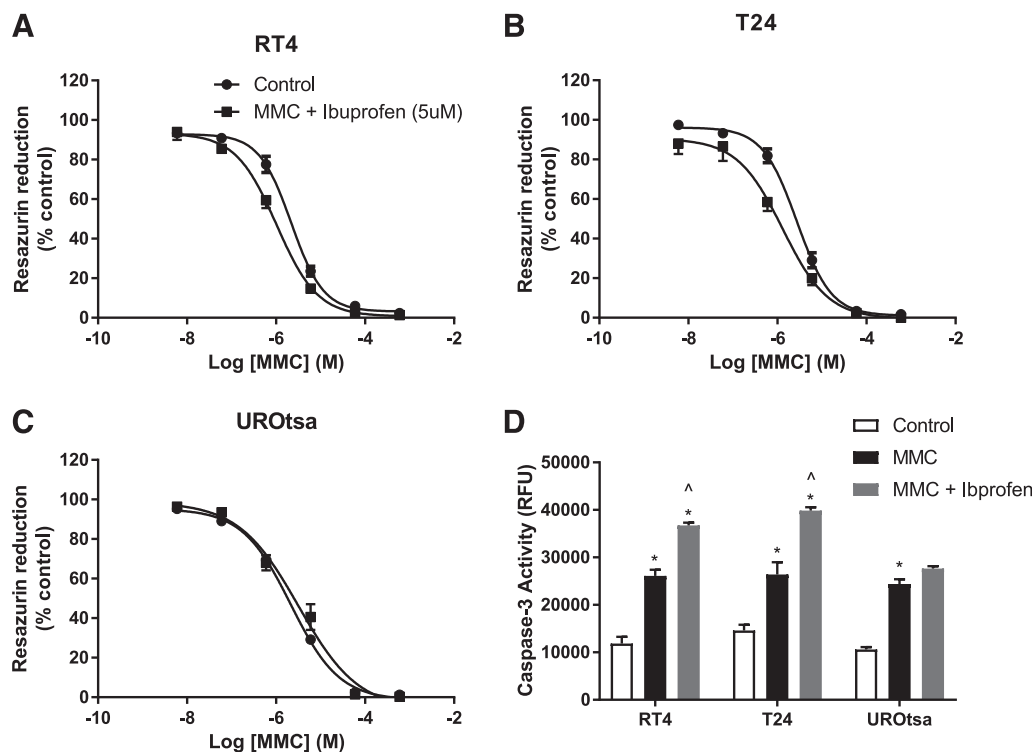 A
RT4
Control
MMC + Ibuprofen (5uM)
Resazurin reduction
(% control)
120
100
80
60
40
20
0
-10
-8
-6
-4
-2
Log [MMC] (M)
B
T24
Resazurin reduction
(% control)
120
100
80
60
40
20
0
-10
-8
-6
-4
-2
Log [MMC] (M)
C
UROtsa
Resazurin reduction
(% control)
120
100
80
60
40
20
0
-10
-8
-6
-4
-2
Log [MMC] (M)
D
Control
MMC
MMC + Ibprofen
Caspase-3 Activity (RFU)
50000
40000
30000
20000
10000
0
*
^
*
*
^
*
*
RT4
T24
UROtsa